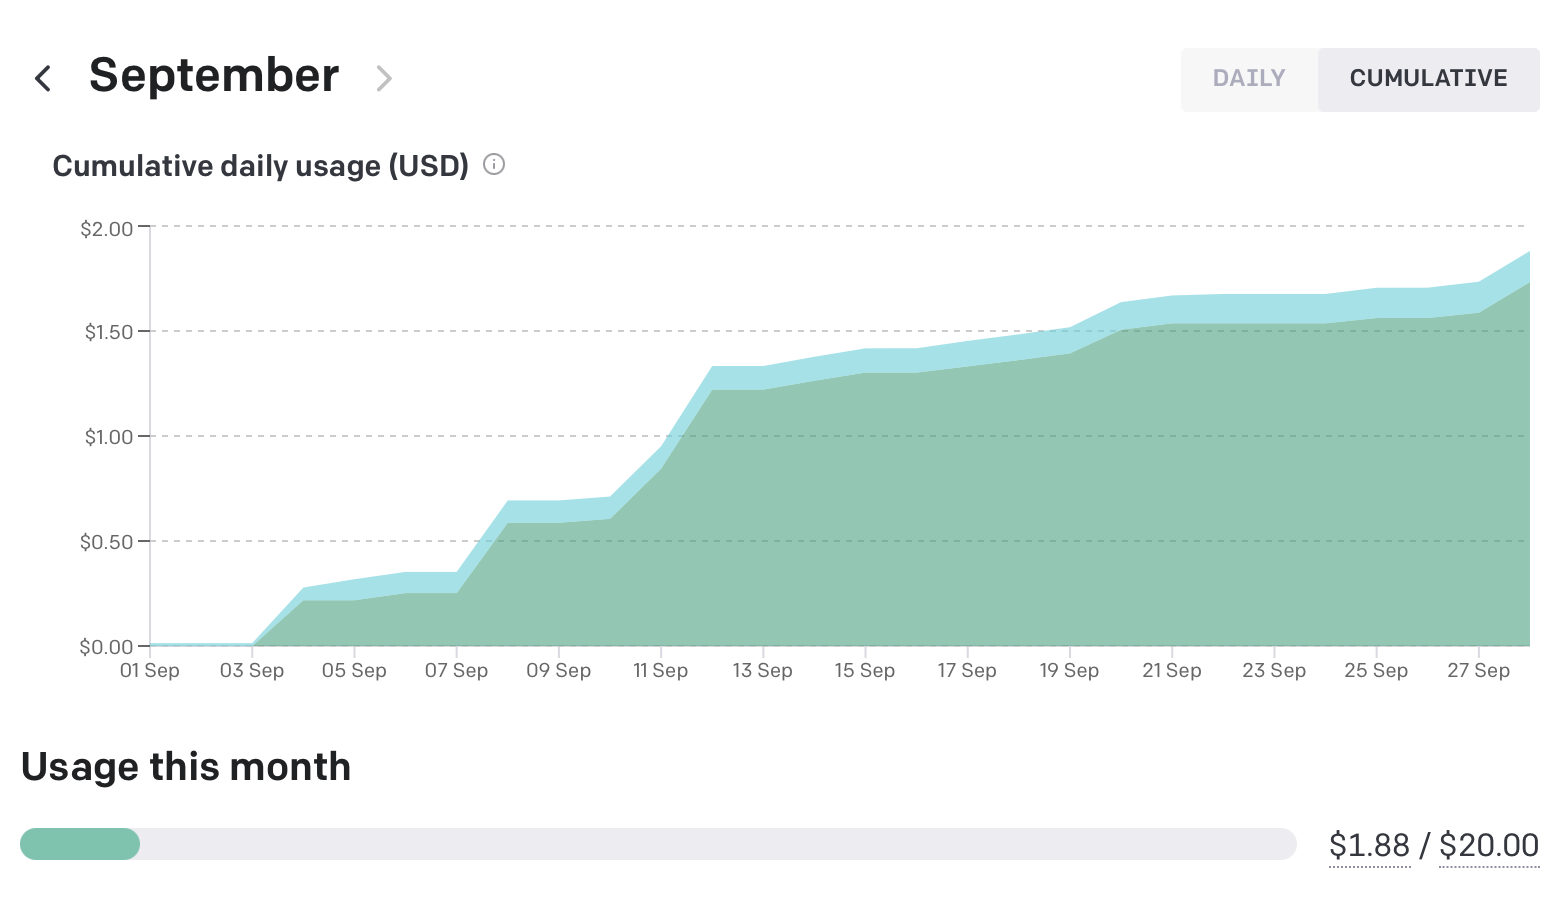 September
DAILY CUMULATIVE
Cumulative daily usage (USD)
$2.00
$1.50
$1.00
$0.50
$0.00
01 Sep 03 Sep 05 Sep 07 Sep 09 Sep 11 Sep 13 Sep 15 Sep 17 Sep 19 Sep 21 Sep 23 Sep 25 Sep 27 Sep
Usage this month
$1.88 / $20.00